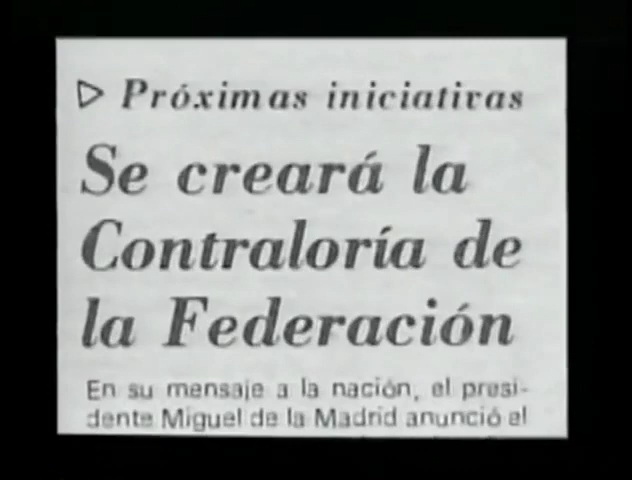 Próximas iniciativas
Se creará la
Contraloría de
la Federación
En su mensaje a la nación, el presi-
dente Miguel de la Madrid anunció el